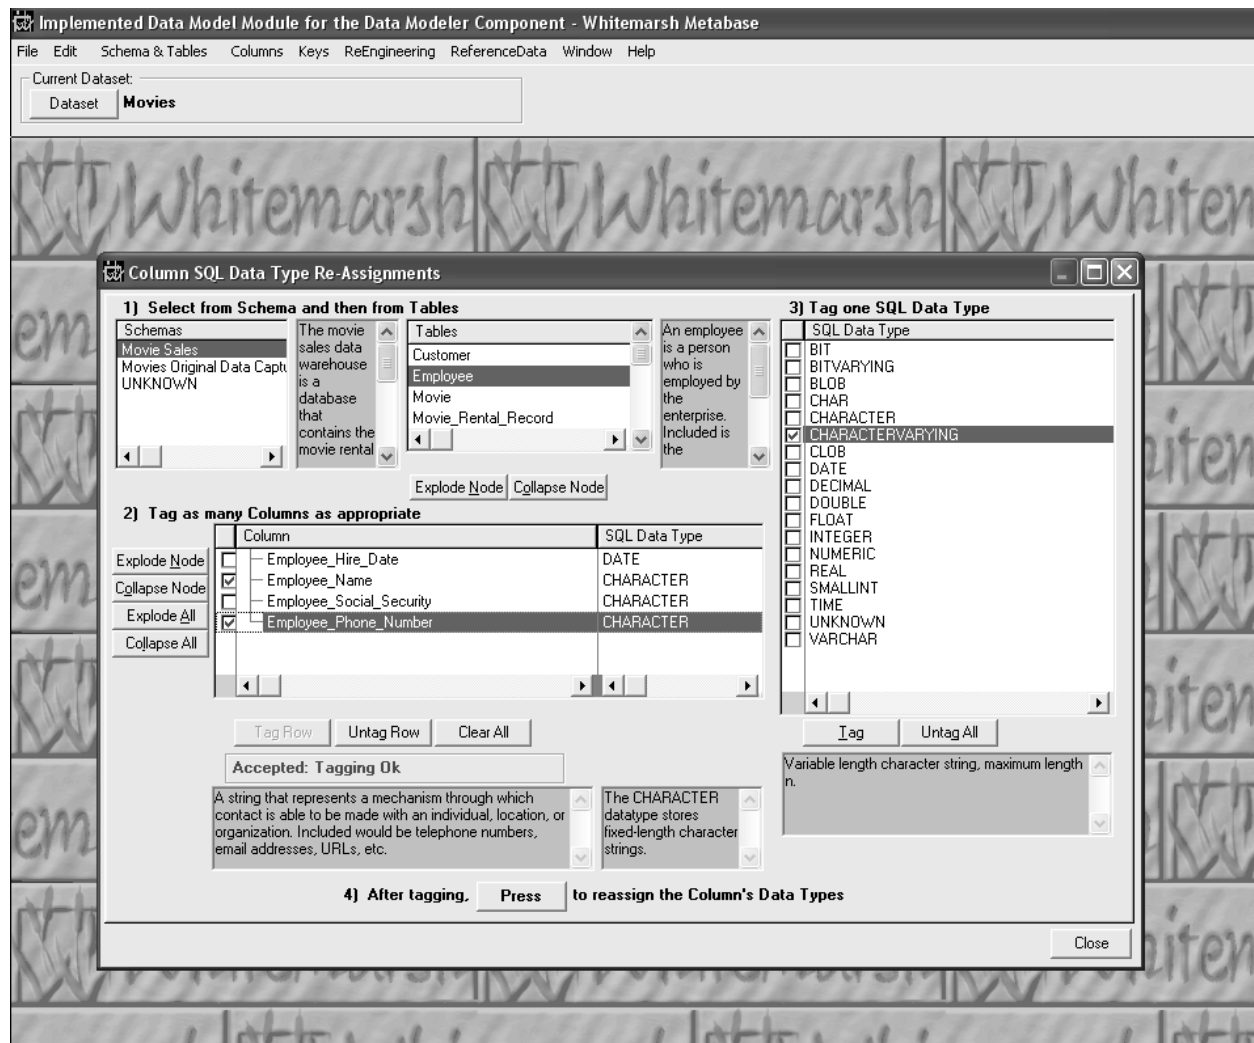 Implemented Data Model Module for the Data Modeler Component - Whitemarsh Metabase
File Edit Schema & Tables Columns Keys ReEngineering ReferenceData Window Help
Current Dataset:
Dataset Movies
Whitemarsh Whitemarsh Whitemarsh
Column SQL Data Type Re-Assignments
1) Select from Schema and then from Tables
Schemas
Movie Sales
Movies Original Data Captu
UNKNOWN
The movie
sales data
warehouse
is a
database
that
contains the
movie rental
Tables
Customer
Employee
Movie
Movie_Rental_Record
An employee
is a person
who is
employed by
the
enterprise.
Included is
the
Explode Node Collapse Node
2) Tag as many Columns as appropriate
Explode Node
Collapse Node
Explode All
Collapse All
Column SQL Data Type
Employee_Hire_Date DATE
Employee_Name CHARACTER
Employee_Social_Security CHARACTER
Employee_Phone_Number CHARACTER
Tag Row Untag Row Clear All
Accepted: Tagging Ok
A string that represents a mechanism through which
contact is able to be made with an individual, location, or
organization. Included would be telephone numbers,
email addresses, URLs, etc.
The CHARACTER
datatype stores
fixed-length character
strings.
3) Tag one SQL Data Type
SQL Data Type
BIT
BITVARYING
BLOB
CHAR
CHARACTER
CHARACTERVARYING
CLOB
DATE
DECIMAL
DOUBLE
FLOAT
INTEGER
NUMERIC
REAL
SMALLINT
TIME
UNKNOWN
VARCHAR
Tag Untag All
Variable length character string, maximum length
n.
4) After tagging, Press to reassign the Column's Data Types
Close